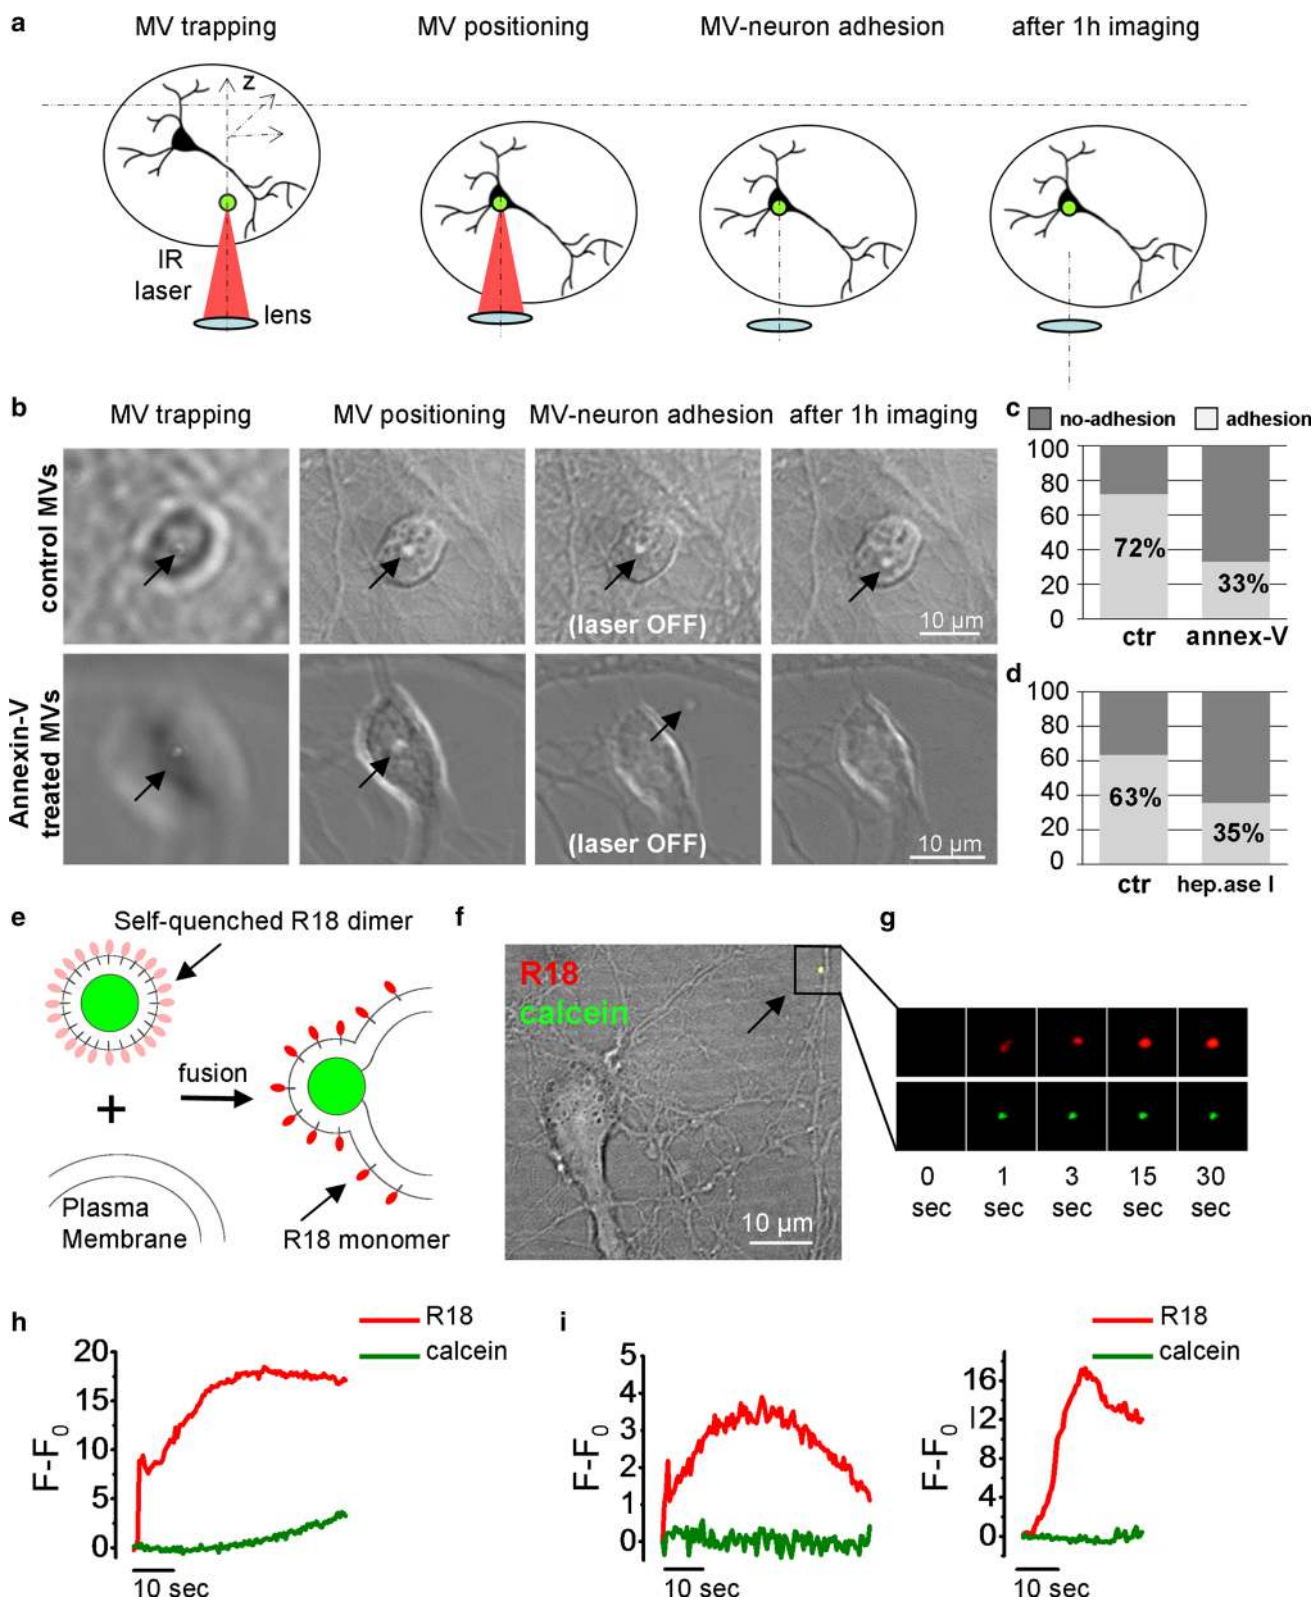 a
MV trapping
MV positioning
MV-neuron adhesion
after 1h imaging
z
IR
laser
lens
b
MV trapping
MV positioning
MV-neuron adhesion
after 1h imaging
control MVs
(laser OFF)
10 µm
Annexin-V
treated MVs
(laser OFF)
10 µm
c
no-adhesion
adhesion
100
80
60
40
20
0
72%
33%
ctr
annex-V
d
100
80
60
40
20
0
63%
35%
ctr
hep.ase I
e
Self-quenched R18 dimer
fusion
+
Plasma
Membrane
R18 monomer
f
R18
calcein
10 µm
g
0
sec
1
sec
3
sec
15
sec
30
sec
h
R18
calcein
20
15
10
5
0
F-F0
10 sec
i
5
4
3
2
1
0
F-F0
10 sec
R18
calcein
16
12
8
4
0
F-F0
10 sec